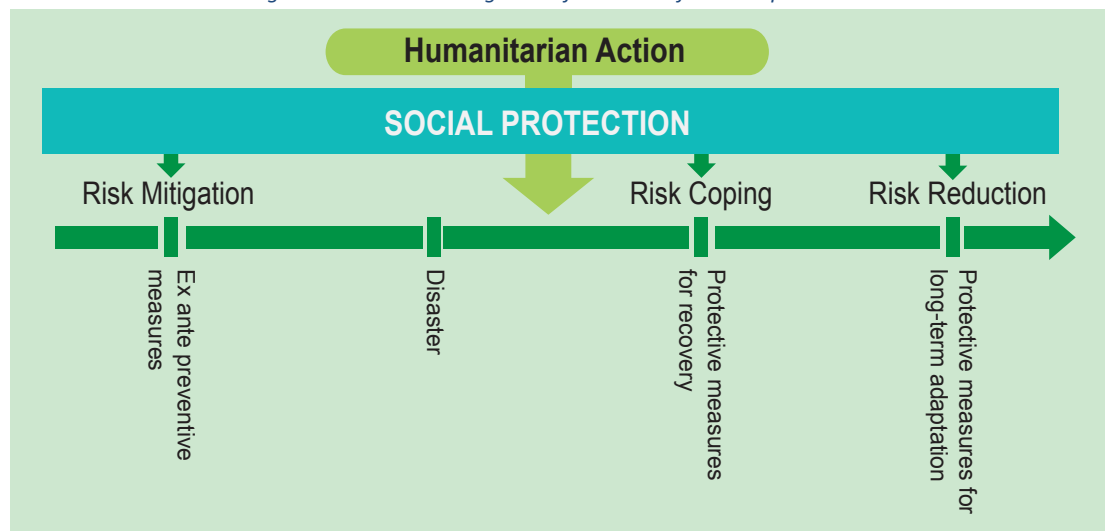 Humanitarian Action
SOCIAL PROTECTION
Risk Mitigation
Risk Coping
Risk Reduction
Ex ante preventive
measures
Disaster
Protective measures
for recovery
Protective measures for
long-term adaptation